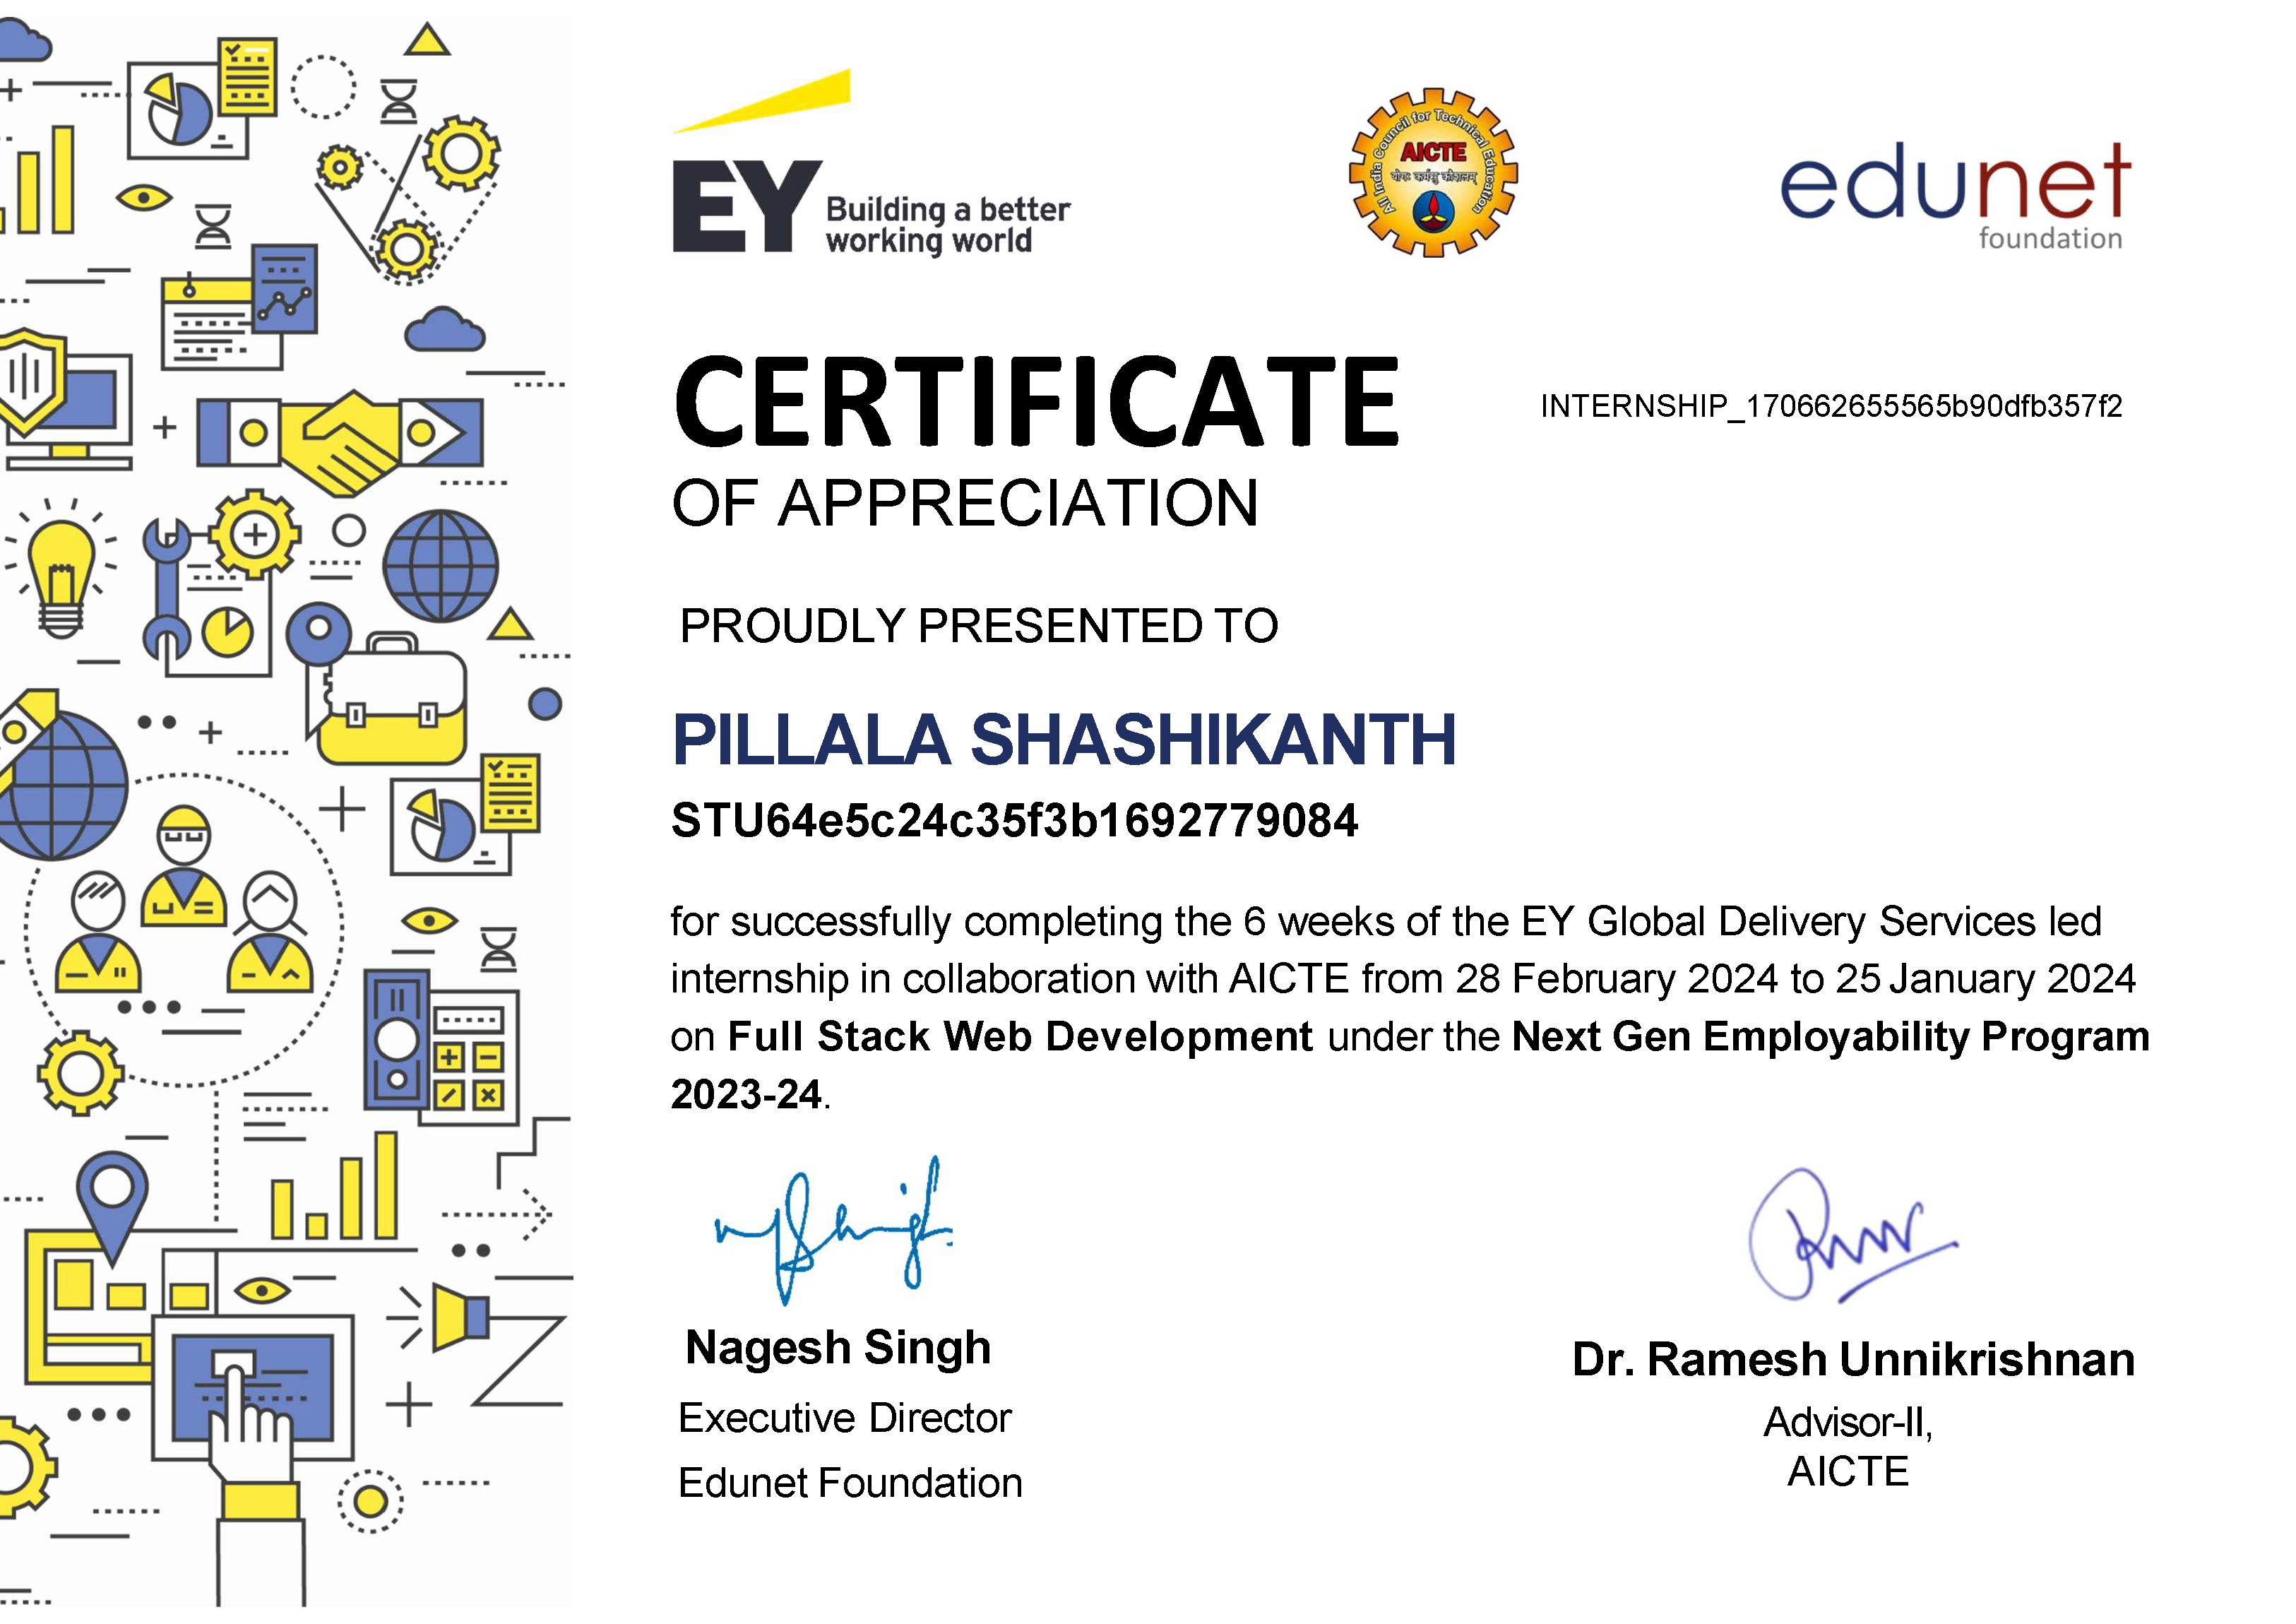 EY Building a better
working world
All India Council for Technical Education
AICTE
योगः कर्मसु कौशलम्
edunet
foundation
CERTIFICATE
INTERNSHIP_170662655565b90dfb357f2
OF APPRECIATION
PROUDLY PRESENTED TO
PILLALA SHASHIKANTH
STU64e5c24c35f3b1692779084
for successfully completing the 6 weeks of the EY Global Delivery Services led
internship in collaboration with AICTE from 28 February 2024 to 25 January 2024
on Full Stack Web Development under the Next Gen Employability Program
2023-24.
Nagesh Singh
Executive Director
Edunet Foundation
Dr. Ramesh Unnikrishnan
Advisor-II,
AICTE